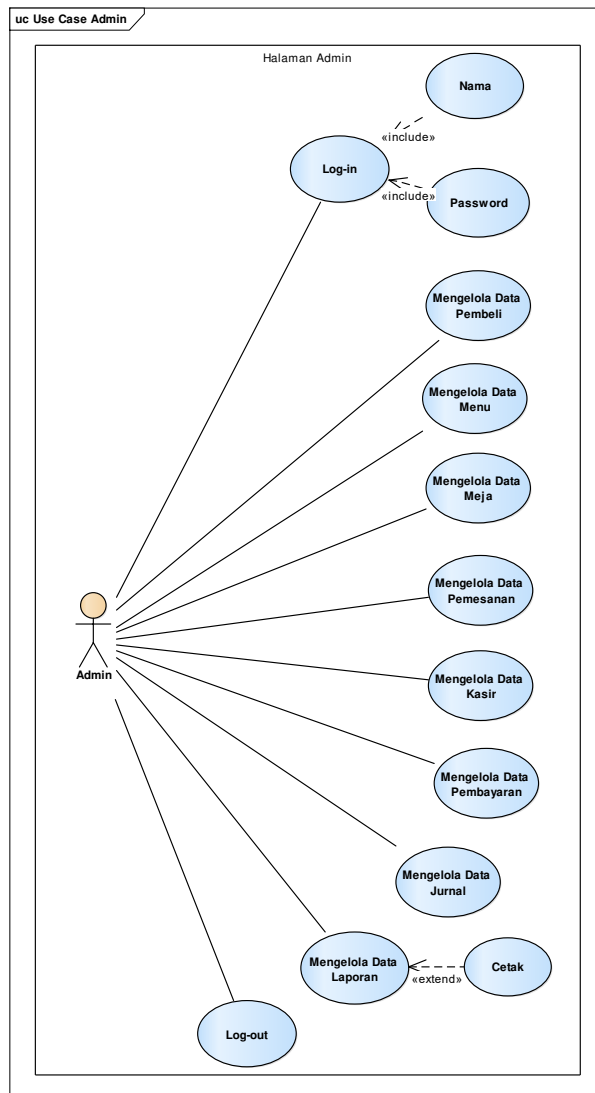 uc Use Case Admin
Halaman Admin
Nama
«include»
Log-in
«include»
Password
Mengelola Data
Pembeli
Mengelola Data
Menu
Mengelola Data
Meja
Mengelola Data
Pemesanan
Admin
Mengelola Data
Kasir
Mengelola Data
Pembayaran
Mengelola Data
Jurnal
Mengelola Data
Laporan
«extend»
Cetak
Log-out